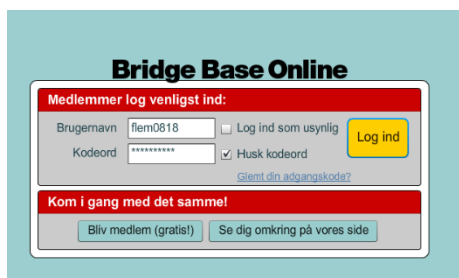 Bridge Base Online
Medlemmer log venligst ind:
Brugernavn flem0818 Log ind som usynlig
Log ind
Kodeord ********** Husk kodeord
Glemt din adgangskode?
Kom i gang med det samme!
Bliv medlem (gratis!) Se dig omkring på vores side